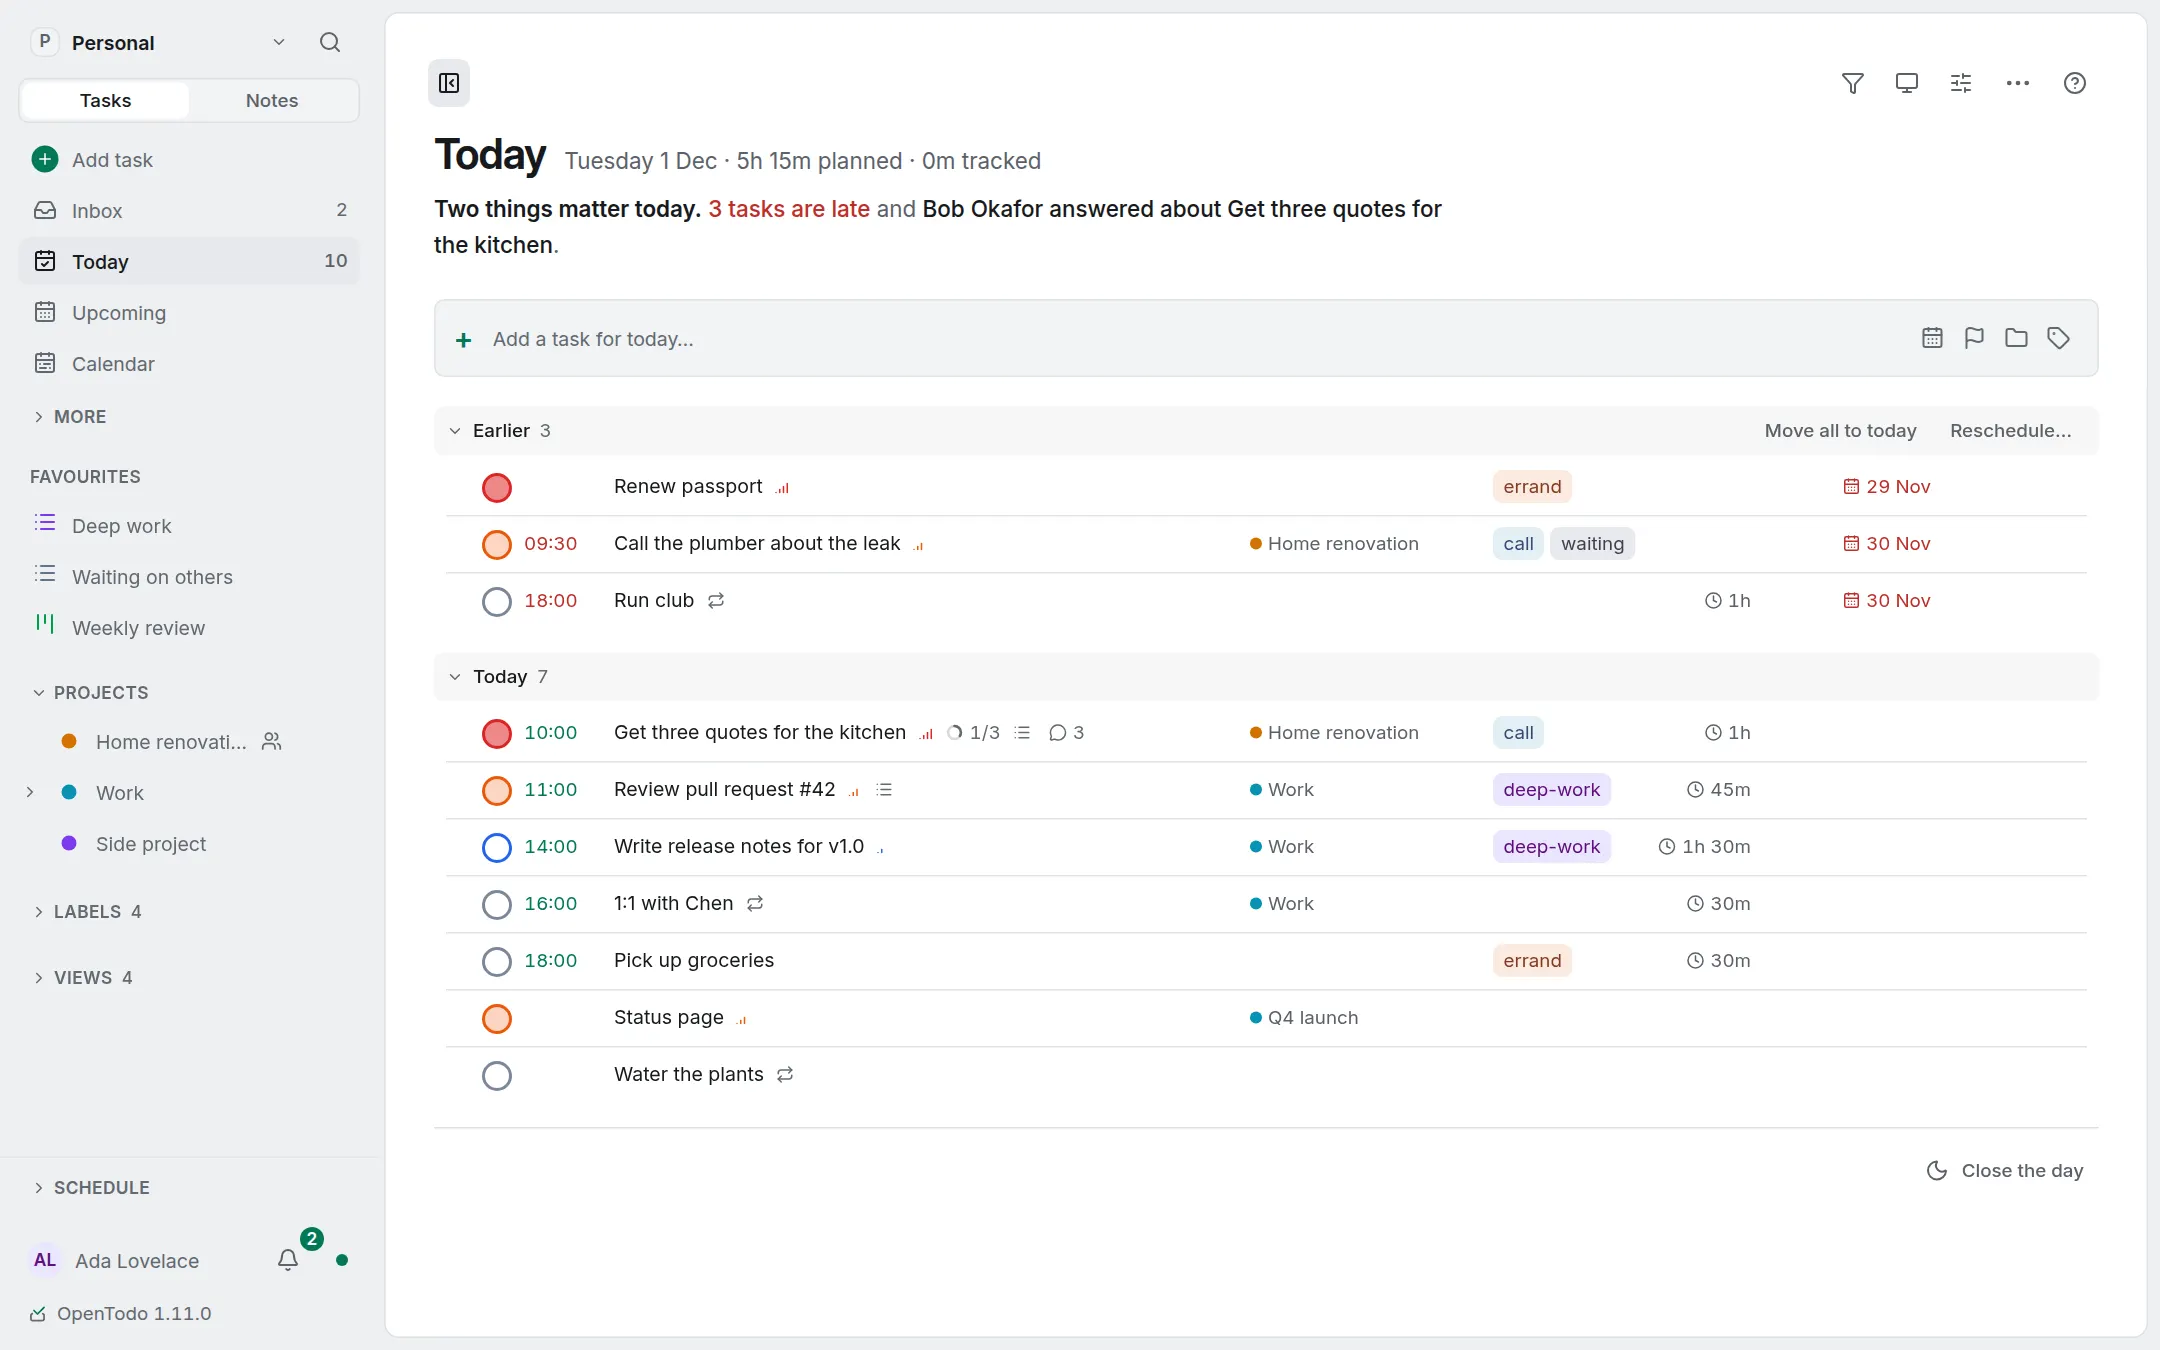 P Personal
Tasks Notes
Add task
Inbox 2
Today 10
Upcoming
Calendar
MORE
FAVOURITES
Deep work
Waiting on others
Weekly review
PROJECTS
Home renovati...
Work
Side project
LABELS 4
VIEWS 4
SCHEDULE
2
AL Ada Lovelace
OpenTodo 1.11.0
Today Tuesday 1 Dec · 5h 15m planned · 0m tracked
Two things matter today. 3 tasks are late and Bob Okafor answered about Get three quotes for
the kitchen.
Add a task for today...
Earlier 3 Move all to today Reschedule...
Renew passport errand 29 Nov
09:30 Call the plumber about the leak Home renovation call waiting 30 Nov
18:00 Run club 1h 30 Nov
Today 7
10:00 Get three quotes for the kitchen 1/3 3 Home renovation call 1h
11:00 Review pull request #42 Work deep-work 45m
14:00 Write release notes for v1.0 Work deep-work 1h 30m
16:00 1:1 with Chen Work 30m
18:00 Pick up groceries errand 30m
Status page Q4 launch
Water the plants
Close the day